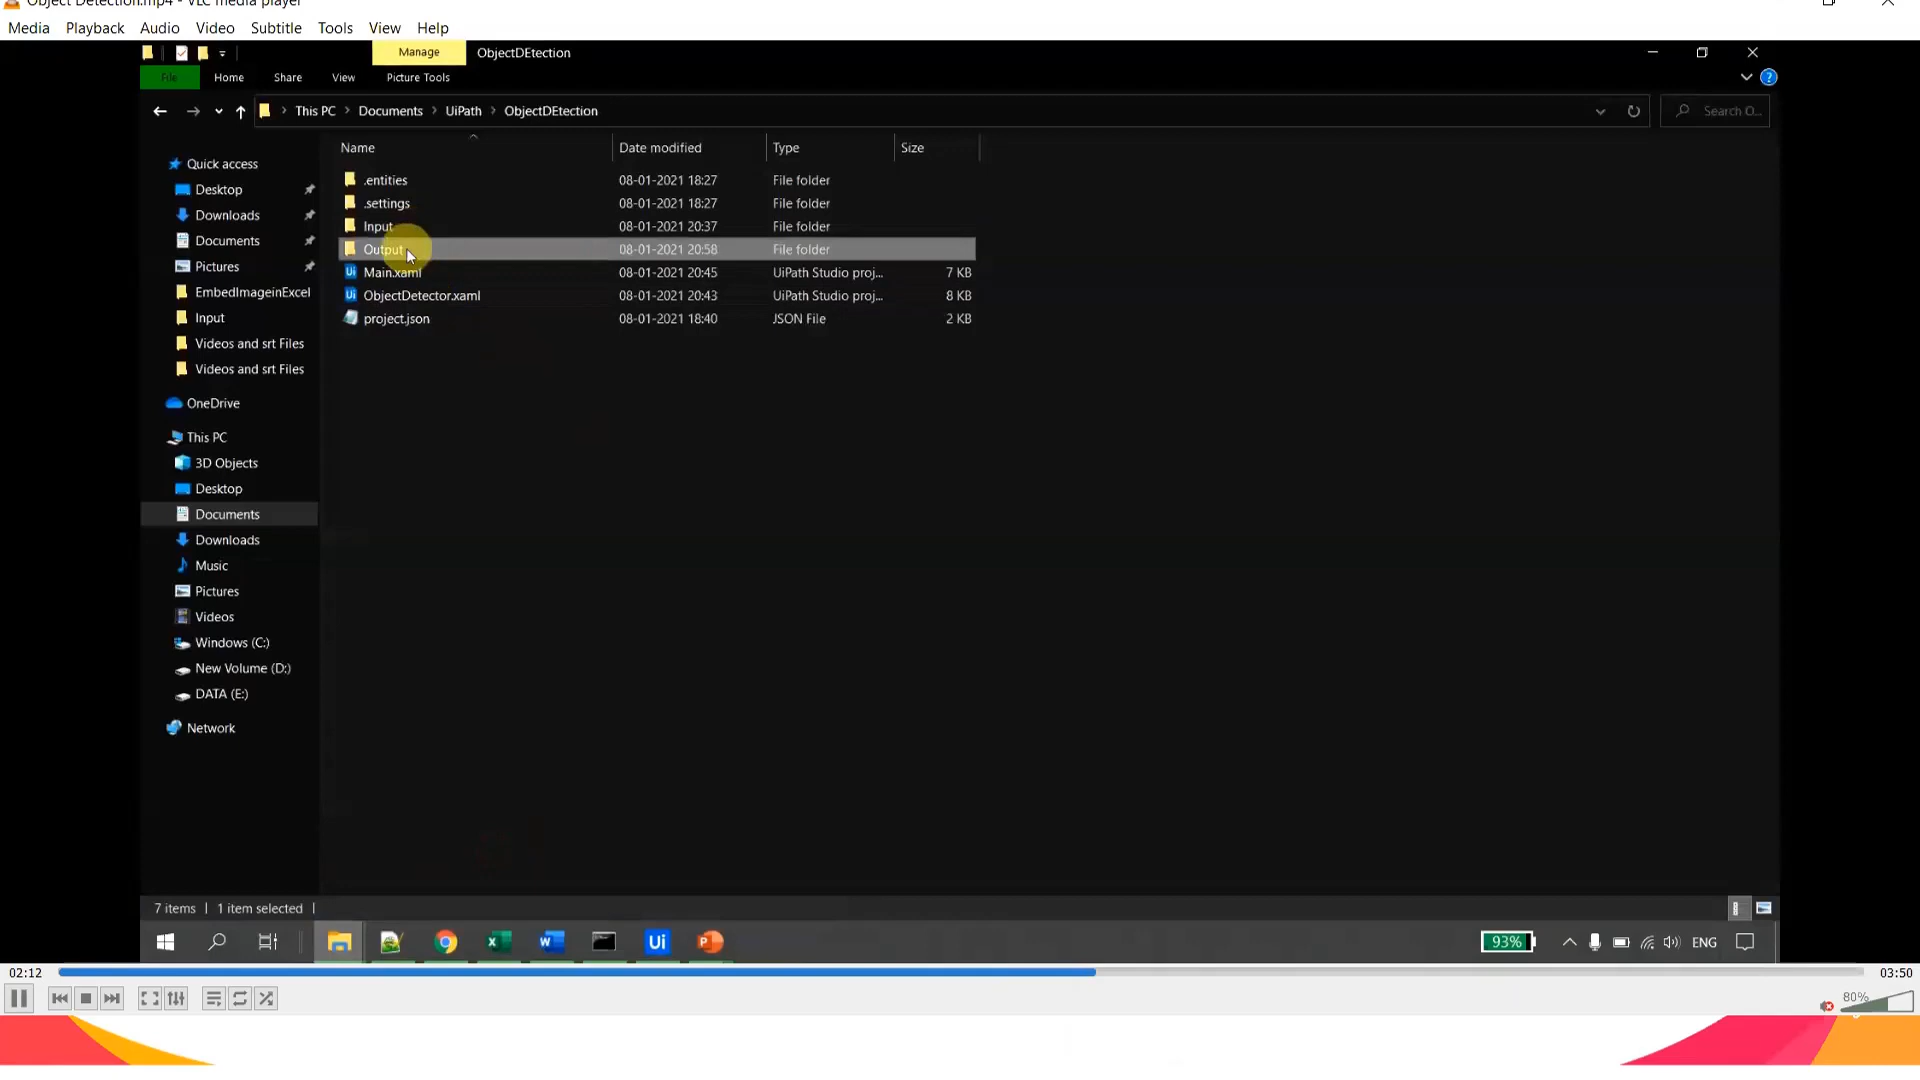 Object Detection.mp4 - VLC media player
Media Playback Audio Video Subtitle Tools View Help
Manage ObjectDEtection
File Home Share View Picture Tools
This PC Documents UiPath ObjectDEtection Search O...
Name Date modified Type Size
Quick access
Desktop
Downloads
Documents
Pictures
EmbedImageinExcel
Input
Videos and srt Files
Videos and srt Files
OneDrive
This PC
3D Objects
Desktop
Documents
Downloads
Music
Pictures
Videos
Windows (C:)
New Volume (D:)
DATA (E:)
Network
.entities 08-01-2021 18:27 File folder
.settings 08-01-2021 18:27 File folder
Input 08-01-2021 20:37 File folder
Output 08-01-2021 20:58 File folder
Main.xaml 08-01-2021 20:45 UiPath Studio proj... 7 KB
ObjectDetector.xaml 08-01-2021 20:43 UiPath Studio proj... 8 KB
project.json 08-01-2021 18:40 JSON File 2 KB
7 items 1 item selected
Ui 93% ENG
02:12 03:50
80%